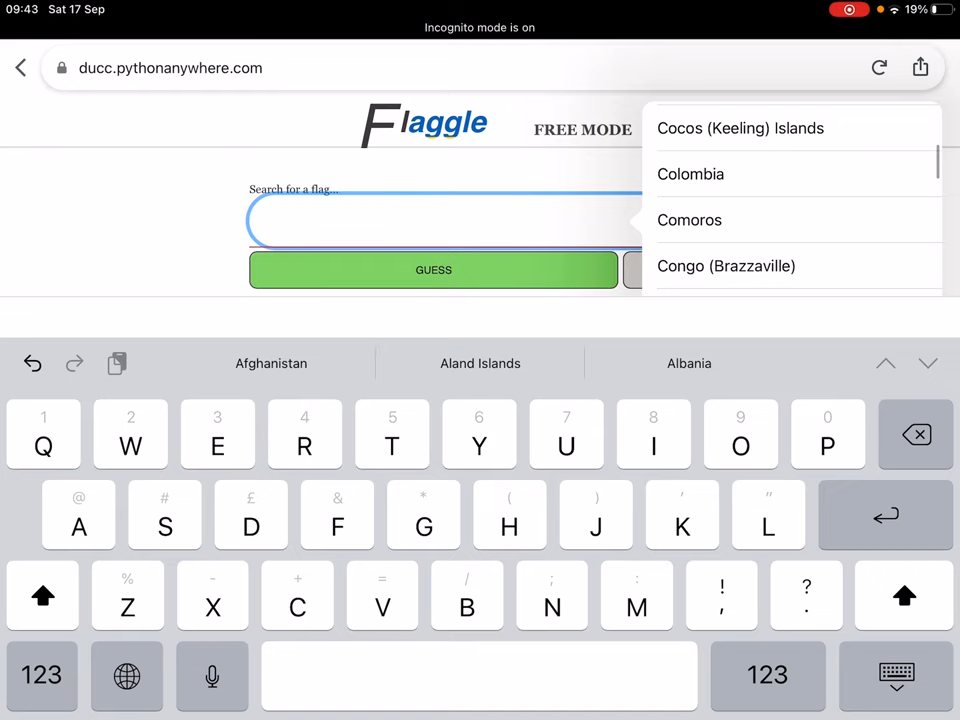 09:43 Sat 17 Sep 19%
Incognito mode is on
ducc.pythonanywhere.com
Flaggle FREE MODE
Cocos (Keeling) Islands
Colombia
Comoros
Congo (Brazzaville)
Search for a flag...
GUESS
Afghanistan Aland Islands Albania
1 2 3 4 5 6 7 8 9 0
Q W E R T Y U I O P
@ # £ & * ( ) ' "
A S D F G H J K L
% - + = / ; : ! ?
Z X C V B N M , .
123 123